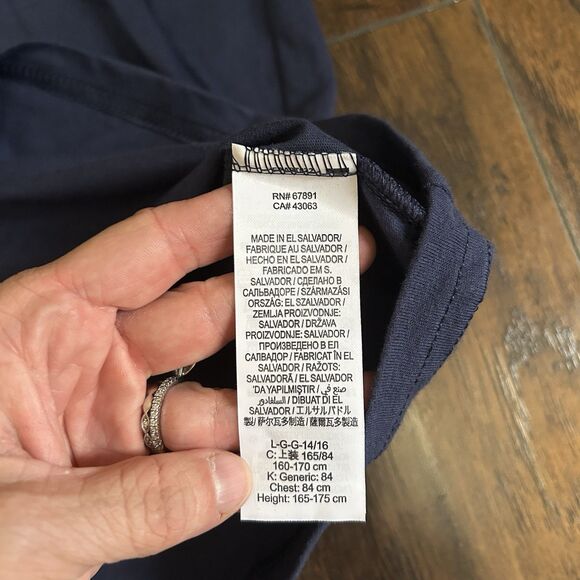 RN# 67891
CA# 43063
MADE IN EL SALVADOR/
FABRIQUE AU SALVADOR/
HECHO EN EL SALVADOR/
FABRICADO EM S.
SALVADOR / СДЕЛАНО В
САЛЬВАДОРЕ / SZÁRMAZÁSI
ORSZÁG: EL SZALVADOR /
ZEMLJA PROIZVODNJE:
SALVADOR / DRŽAVA
PROIZVODNJE: SALVADOR /
ПРОИЗВЕДЕНО В ЕЛ
САЛВАДОР / FABRICAT ÎN EL
SALVADOR / RAŽOTS:
SALVADORĀ / EL SALVADOR
'DA YAPILMIŞTIR / صنع في
السلفادور / DIBUAT DI EL
SALVADOR / エルサルバドル
製/ 萨尔瓦多制造 / 薩爾瓦多製造
L-G-G-14/16
C: 上装 165/84
160-170 cm
K: Generic: 84
Chest: 84 cm
Height: 165-175 cm